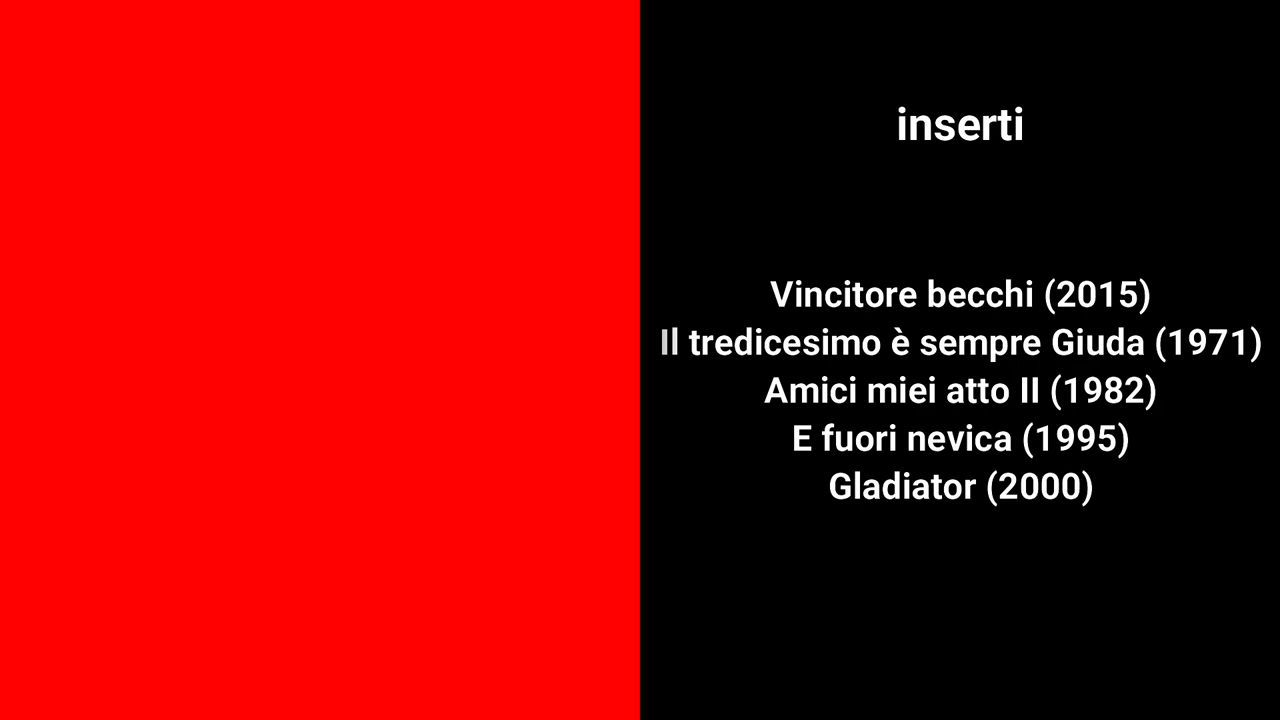 inserti
Vincitore becchi (2015)
Il tredicesimo è sempre Giuda (1971)
Amici miei atto II (1982)
E fuori nevica (1995)
Gladiator (2000)